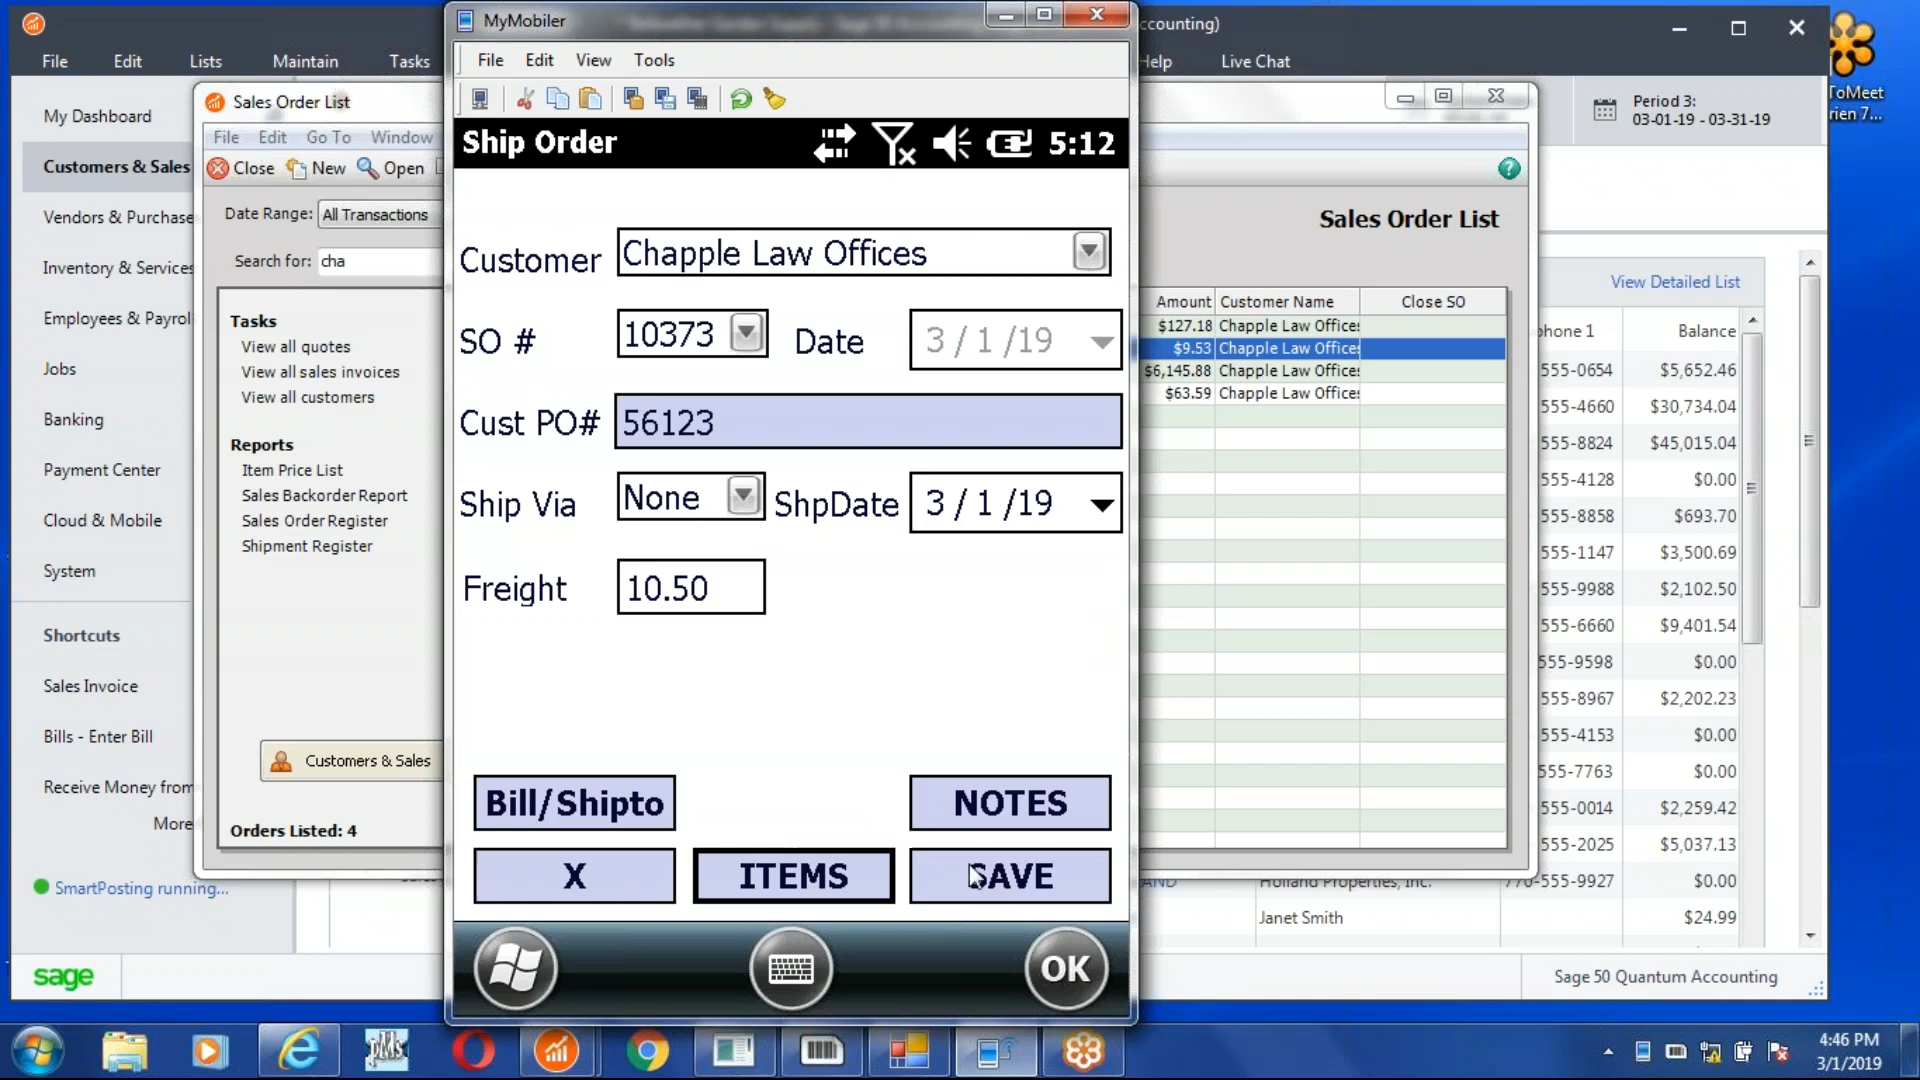 MyMobiler
ccounting)
File Edit Lists Maintain Tasks
Help Live Chat
File Edit View Tools
My Dashboard
Customers & Sales
Vendors & Purchase
Inventory & Services
Employees & Payrol
Jobs
Banking
Payment Center
Cloud & Mobile
System
Shortcuts
Sales Invoice
Bills - Enter Bill
Receive Money from
More
SmartPosting running...
sage
Sales Order List
File Edit Go To Window
Close New Open
Date Range: All Transactions
Search for: cha
Tasks
View all quotes
View all sales invoices
View all customers
Reports
Item Price List
Sales Backorder Report
Sales Order Register
Shipment Register
Customers & Sales
Orders Listed: 4
Ship Order 5:12
Customer Chapple Law Offices
SO # 10373 Date 3 / 1 /19
Cust PO# 56123
Ship Via None ShpDate 3 / 1 /19
Freight 10.50
Bill/Shipto NOTES
X ITEMS SAVE
OK
Sales Order List
Amount Customer Name Close SO
$127.18 Chapple Law Offices
$9.53 Chapple Law Offices
$6,145.88 Chapple Law Offices
$63.59 Chapple Law Offices
Period 3:
03-01-19 - 03-31-19
View Detailed List
phone 1 Balance
555-0654 $5,652.46
555-4660 $30,734.04
555-8824 $45,015.04
555-4128 $0.00
555-8858 $693.70
555-1147 $3,500.69
555-9988 $2,102.50
555-6660 $9,401.54
555-9598 $0.00
555-8967 $2,202.23
555-4153 $0.00
555-7763 $0.00
555-0014 $2,259.42
555-2025 $5,037.13
AND Holland Properties, Inc. 770-555-9927 $0.00
Janet Smith $24.99
Sage 50 Quantum Accounting
ToMeet
rien 7...
4:46 PM
3/1/2019